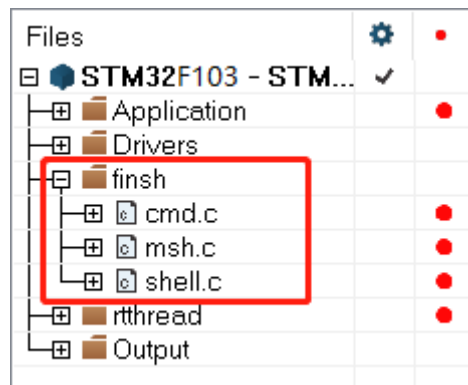 Files
STM32F103 - STM...
Application
Drivers
finsh
cmd.c
msh.c
shell.c
rtthread
Output